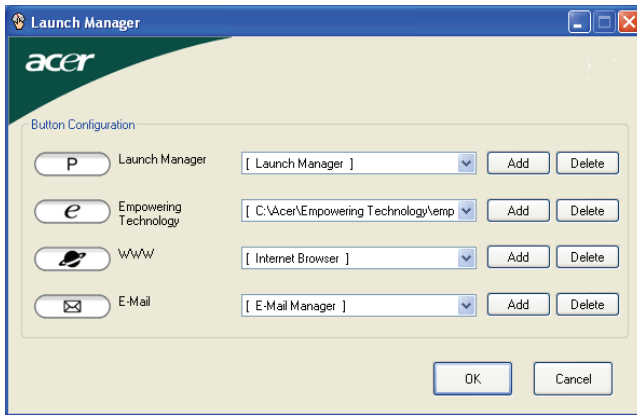 Launch Manager
acer
Button Configuration
P Launch Manager [ Launch Manager ] Add Delete
e Empowering Technology [ C:\Acer\Empowering Technology\emp Add Delete
WWW [ Internet Browser ] Add Delete
E-Mail [ E-Mail Manager ] Add Delete
OK Cancel